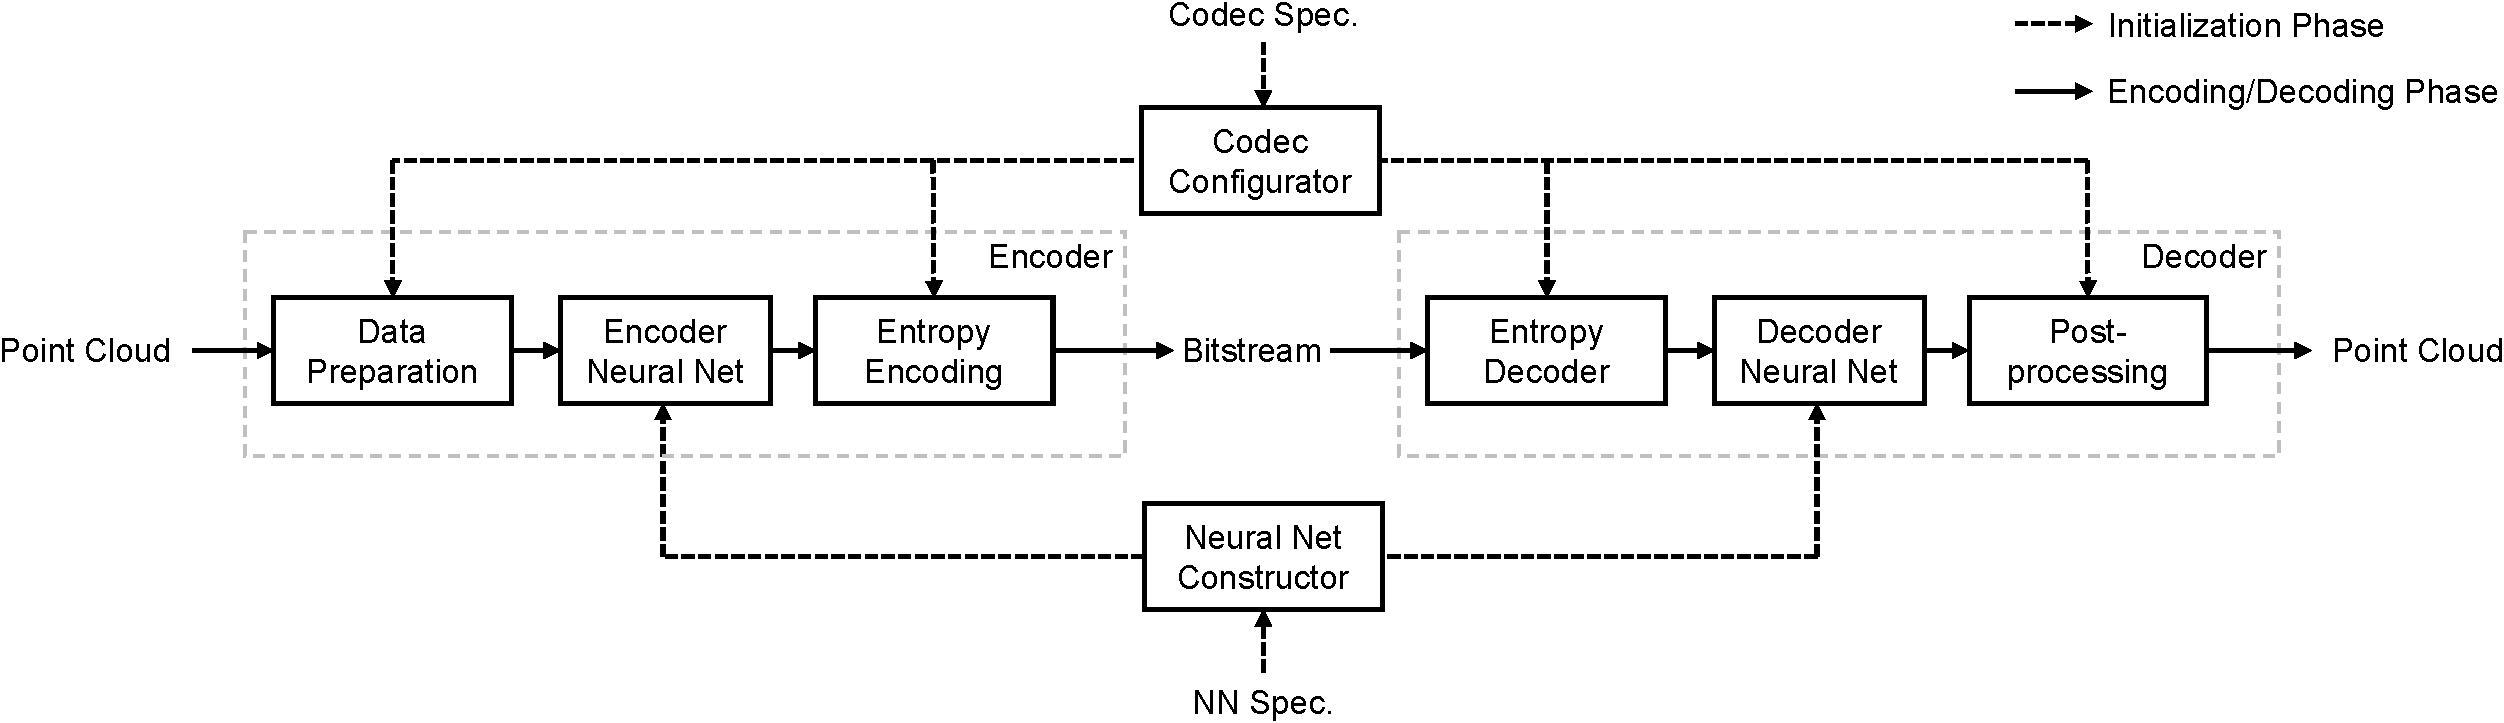 Codec Spec.
Initialization Phase
Encoding/Decoding Phase
Codec
Configurator
Encoder
Decoder
Point Cloud
Data
Preparation
Encoder
Neural Net
Entropy
Encoding
Bitstream
Entropy
Decoder
Decoder
Neural Net
Post-
processing
Point Cloud
Neural Net
Constructor
NN Spec.